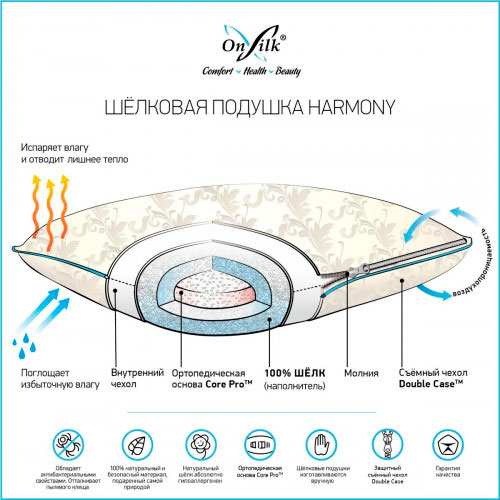 OnSilk®
Comfort Health Beauty
ШЁЛКОВАЯ ПОДУШКА HARMONY
Испаряет влагу
и отводит лишнее тепло
воздухопроницаемость
Поглощает
избыточную влагу
Внутренний
чехол
Ортопедическая
основа Core Pro™
100% ШЁЛК
(наполнитель)
Молния
Съёмный чехол
Double Case™
Обладает
антибактериальными
свойствами. Отталкивает
пылевого клеща
100% натуральный и
безопасный материал,
подаренный самой
природой
Натуральный
шёлк абсолютно
гипоаллергенен
Ортопедическая
основа Core Pro™
Шёлковые подушки
изготавливаются
вручную
Защитный
съёмный чехол
Double Case
Гарантия
качества